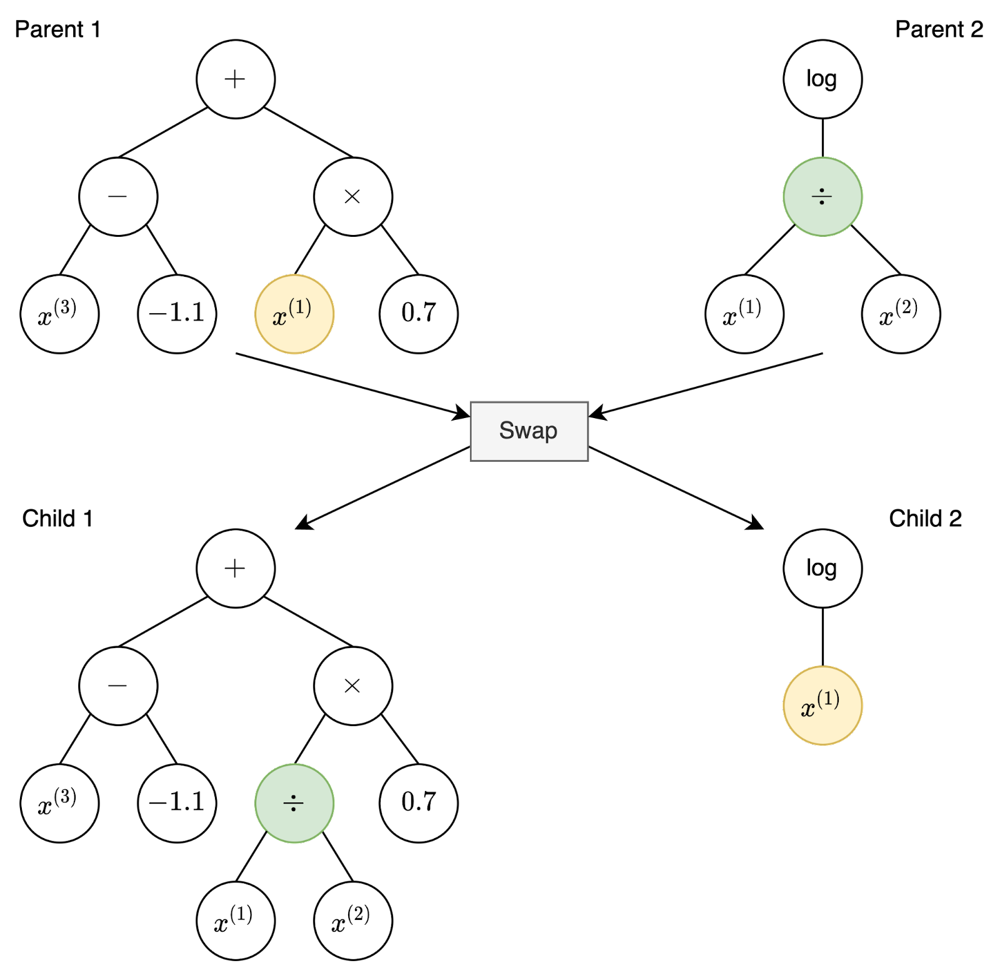 Parent 1
Parent 2
+
log
−
×
÷
x^(3)
−1.1
x^(1)
0.7
x^(1)
x^(2)
Swap
Child 1
Child 2
+
log
−
×
x^(1)
x^(3)
−1.1
÷
0.7
x^(1)
x^(2)